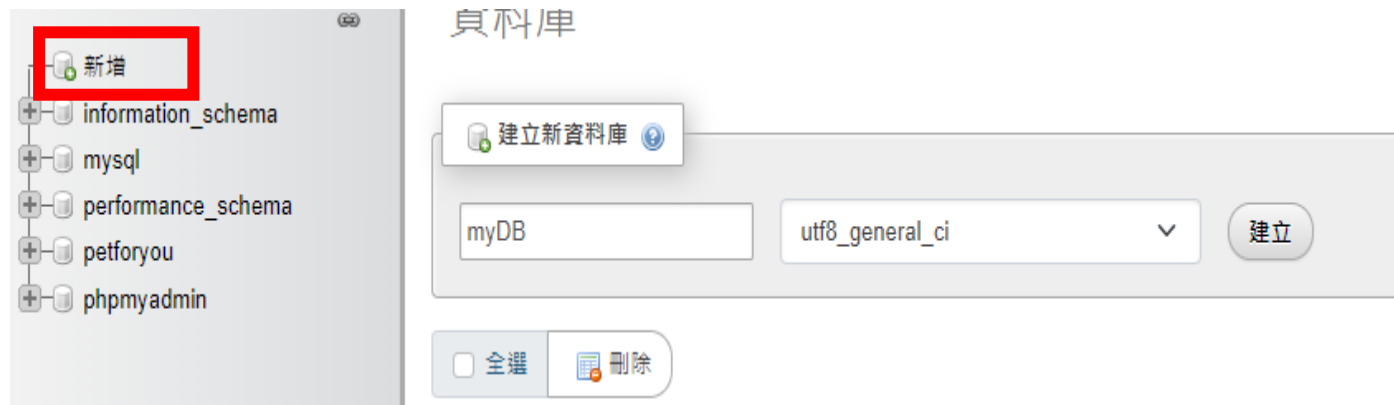 新增
information_schema
mysql
performance_schema
petforyou
phpmyadmin
資料庫
建立新資料庫
myDB
utf8_general_ci
建立
全選
刪除